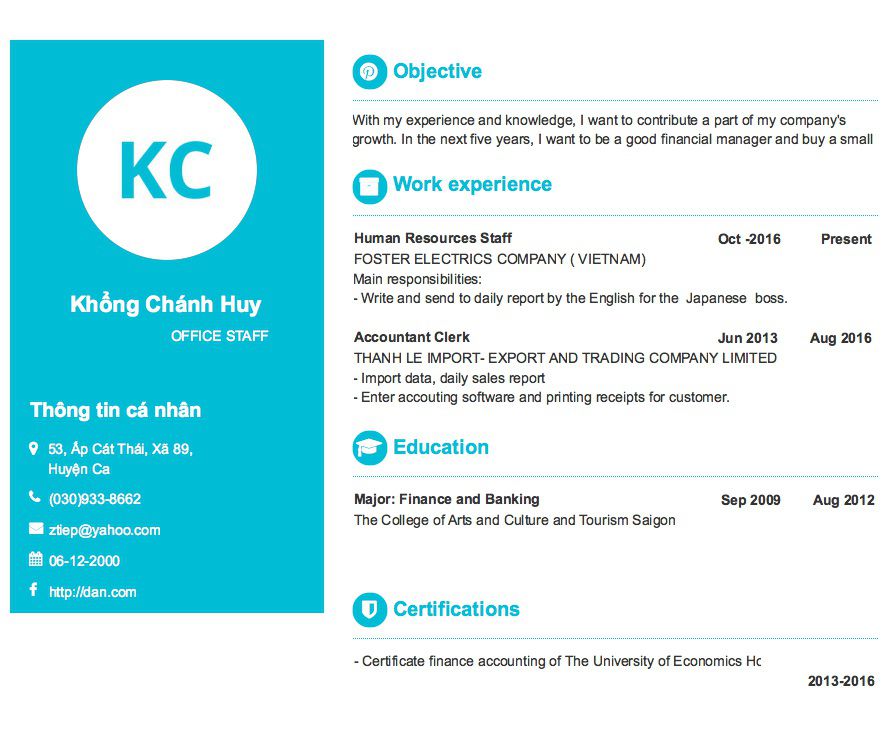 KC
Khổng Chánh Huy
OFFICE STAFF
Thông tin cá nhân
53, Ấp Cát Thái, Xã 89,
Huyện Ca
(030)933-8662
ztiep@yahoo.com
06-12-2000
http://dan.com
Objective
With my experience and knowledge, I want to contribute a part of my company's
growth. In the next five years, I want to be a good financial manager and buy a small
Work experience
Human Resources Staff Oct -2016 Present
FOSTER ELECTRICS COMPANY ( VIETNAM)
Main responsibilities:
- Write and send to daily report by the English for the Japanese boss.
Accountant Clerk Jun 2013 Aug 2016
THANH LE IMPORT- EXPORT AND TRADING COMPANY LIMITED
- Import data, daily sales report
- Enter accouting software and printing receipts for customer.
Education
Major: Finance and Banking Sep 2009 Aug 2012
The College of Arts and Culture and Tourism Saigon
Certifications
- Certificate finance accounting of The University of Economics
2013-2016